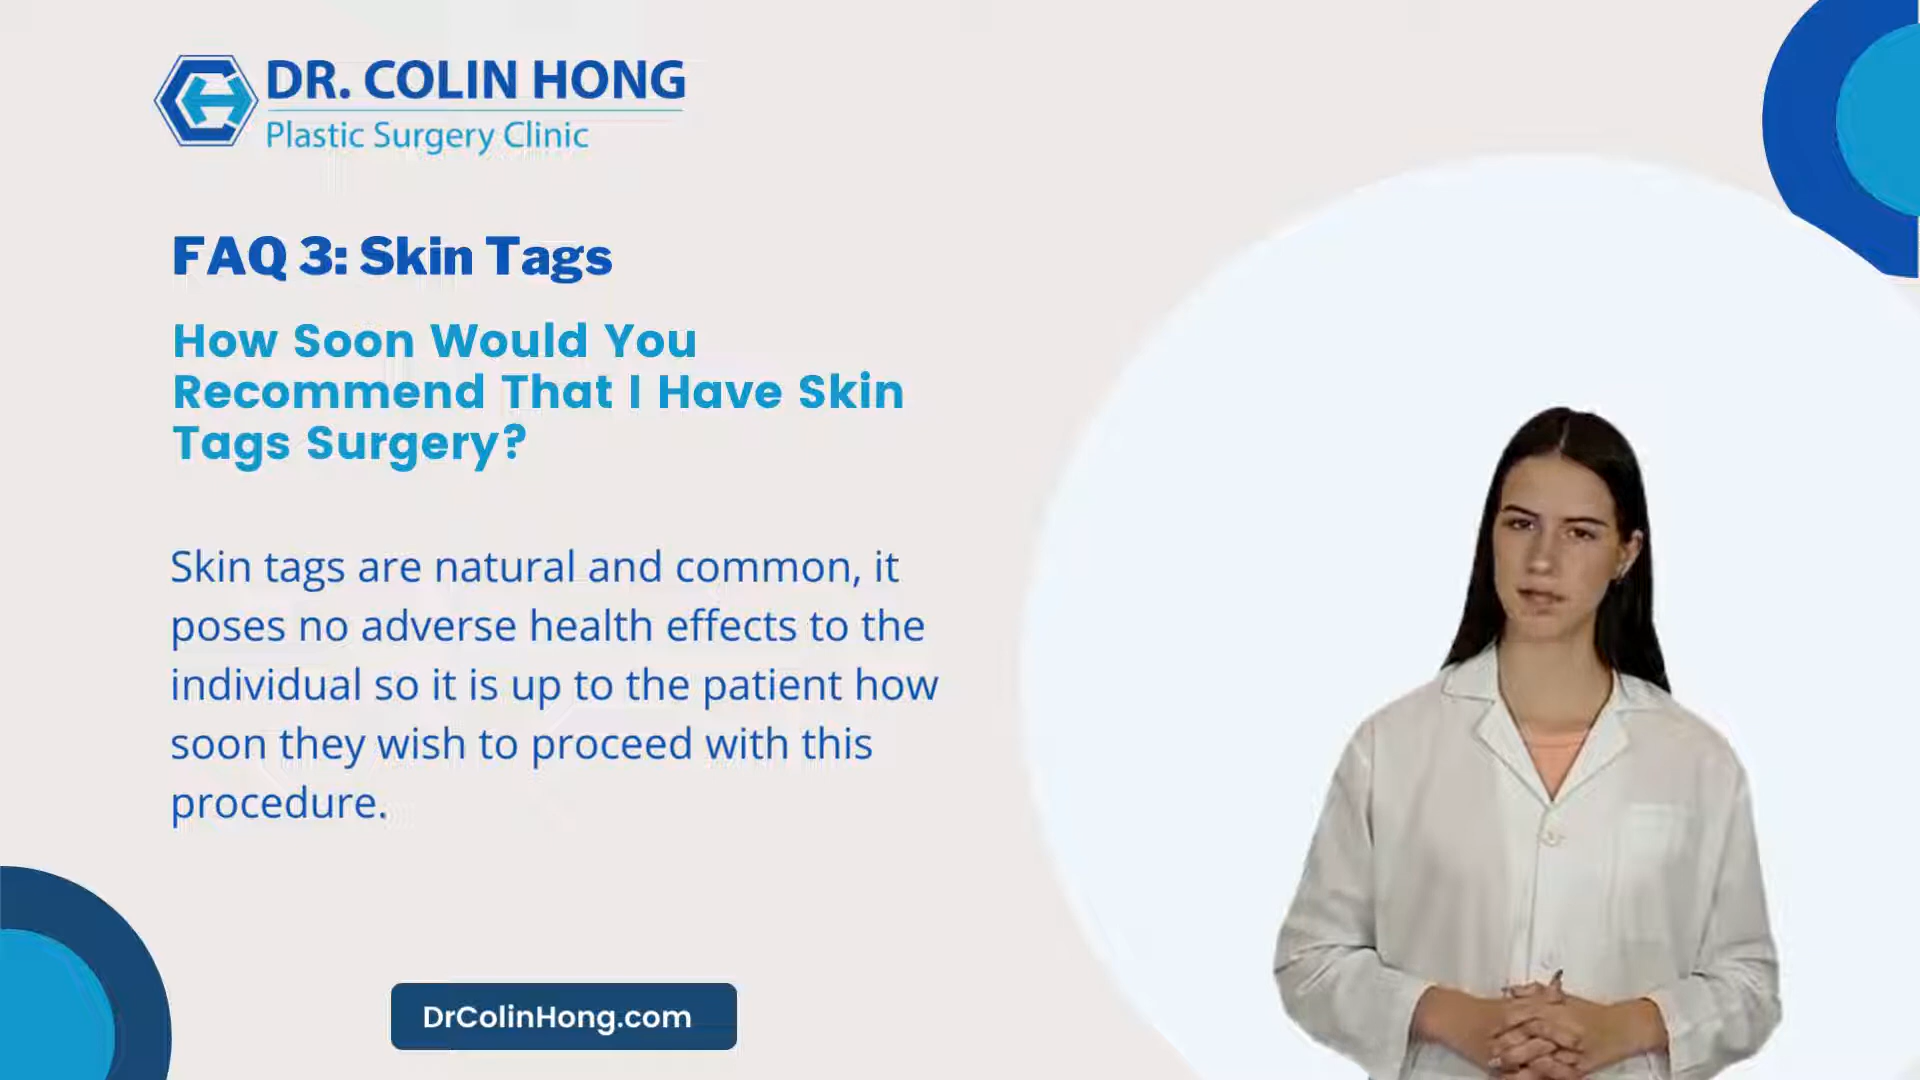 DR. COLIN HONG
Plastic Surgery Clinic
FAQ 3: Skin Tags
How Soon Would You
Recommend That I Have Skin
Tags Surgery?
Skin tags are natural and common, it
poses no adverse health effects to the
individual so it is up to the patient how
soon they wish to proceed with this
procedure.
DrColinHong.com